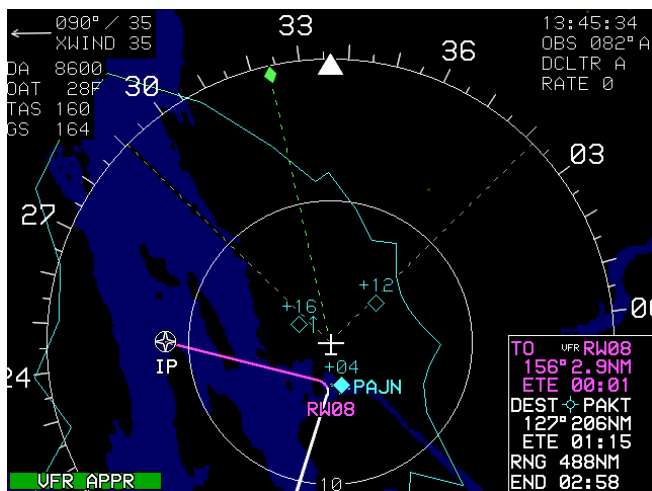 090° / 35
XWIND 35
DA 8600
OAT 28F
TAS 160
GS 164
13:45:34
OBS 082°A
DCLTR A
RATE 0
33
36
30
03
27
24
+16
+12
+04
IP
PAJN
RW08
10
TO VFR RW08
156° 2.9NM
ETE 00:01
DEST PAKT
127° 206NM
ETE 01:15
RNG 488NM
END 02:58
VFR APPR